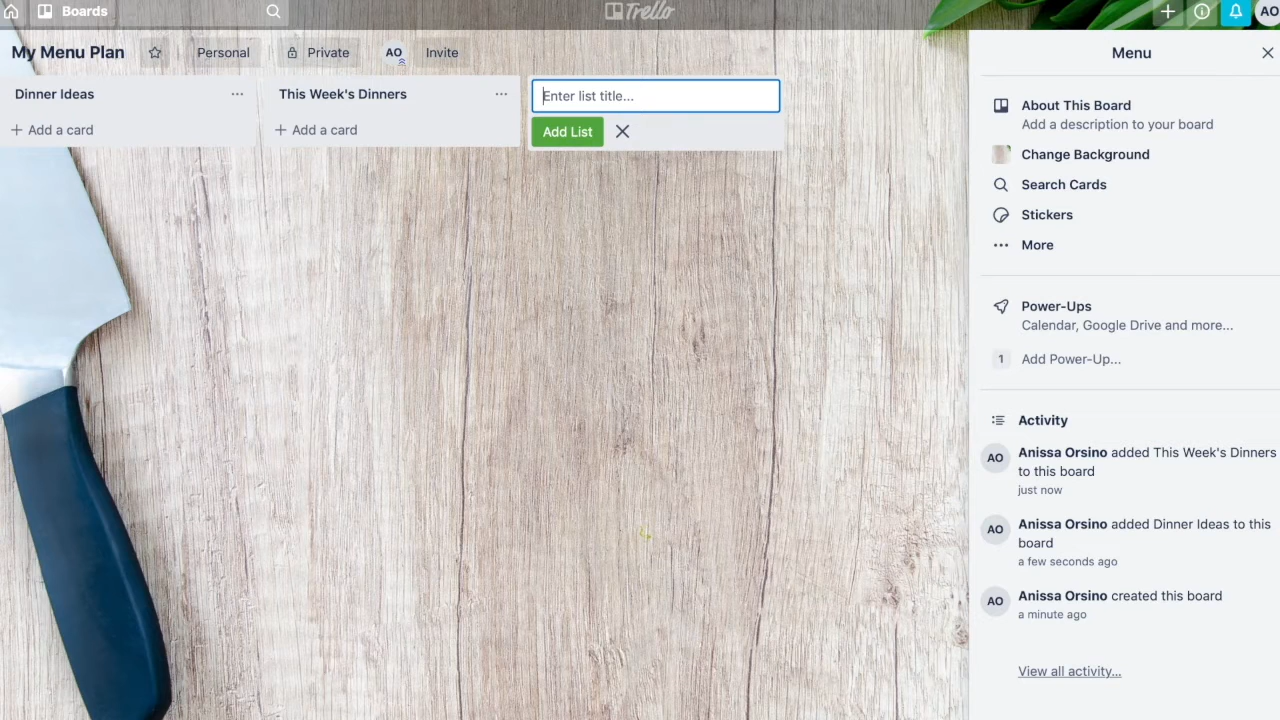 Boards
Trello
AO
My Menu Plan
Personal
Private
AO
Invite
Dinner Ideas
+ Add a card
This Week's Dinners
+ Add a card
Enter list title...
Add List
Menu
About This Board
Add a description to your board
Change Background
Search Cards
Stickers
More
Power-Ups
Calendar, Google Drive and more...
1 Add Power-Up...
Activity
AO
Anissa Orsino added This Week's Dinners
to this board
just now
AO
Anissa Orsino added Dinner Ideas to this
board
a few seconds ago
AO
Anissa Orsino created this board
a minute ago
View all activity...